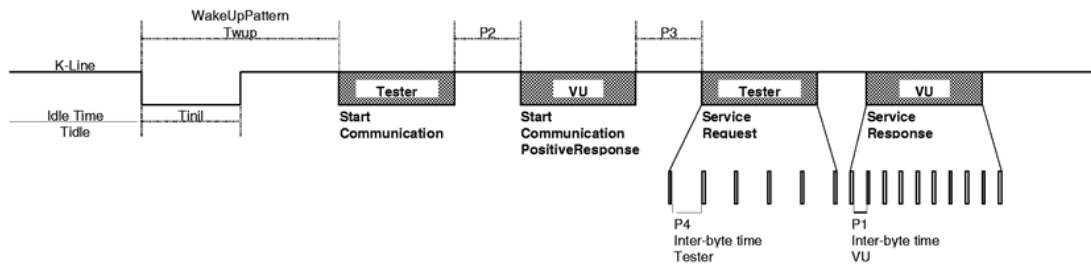 WakeUpPattern
Twup
P2
P3
K-Line
Tester
VU
Tester
VU
Idle Time
Tidle
Tinil
Start
Communication
Start
Communication
PositiveResponse
Service
Request
Service
Response
P4
Inter-byte time
Tester
P1
Inter-byte time
VU